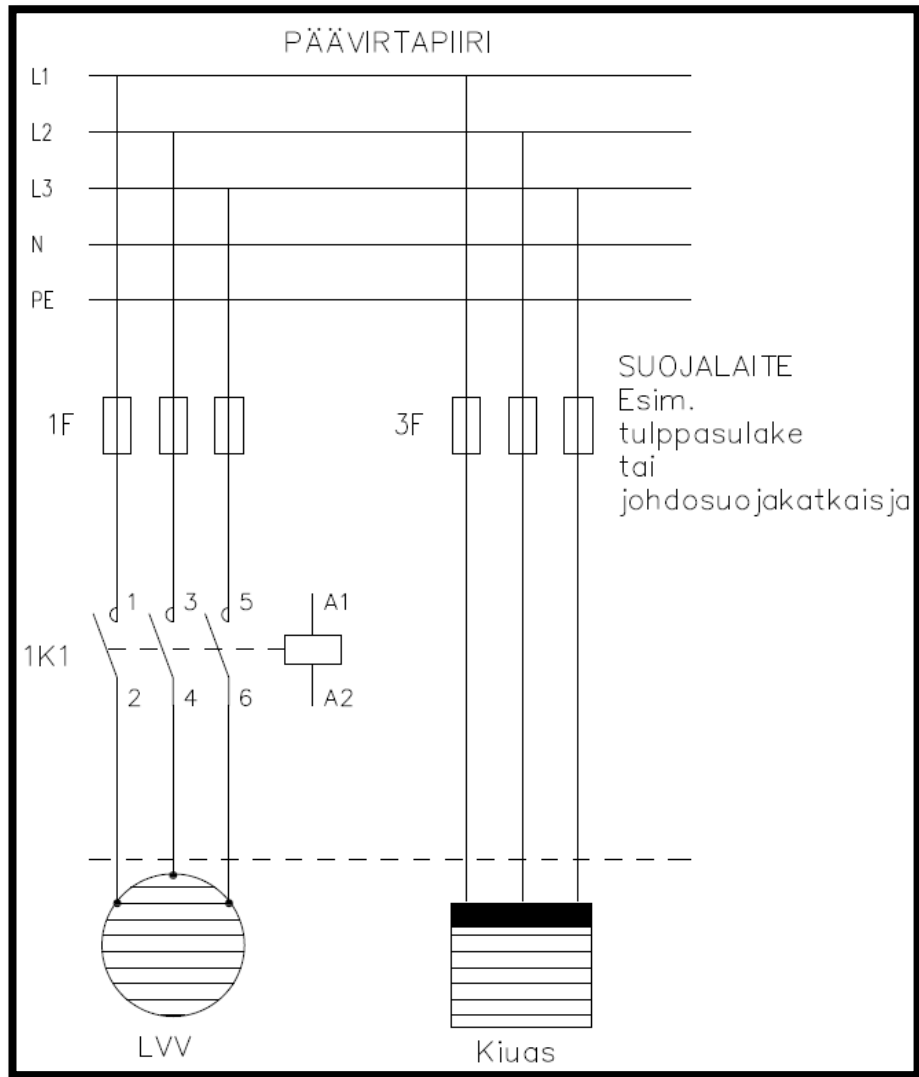 PÄÄVIRTAPIIRI
L1
L2
L3
N
PE
1F
3F
SUOJALAITE
Esim.
tulppasulake
tai
johdosuojakatkaisja
1 3 5 A1
1K1
2 4 6 A2
LVV
Kiuas